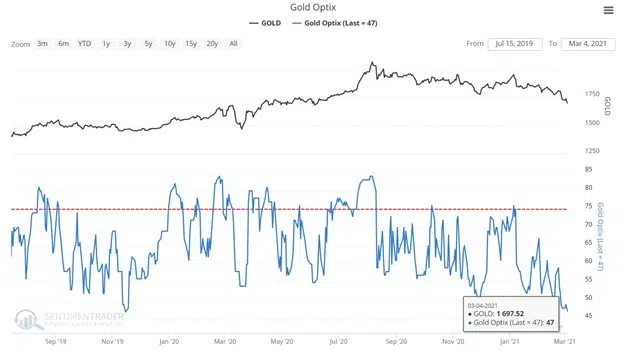 Gold Optix
GOLD Gold Optix (Last = 47)
Zoom 3m 6m YTD 1y 3y 5y 10y 15y 20y All From Jul 15, 2019 To Mar 4, 2021
1750
1500
1250
GOLD
85
80
75
70
65
60
55
50
45
Gold Optix (Last = 47)
03-04-2021
● GOLD: 1 697.52
● Gold Optix (Last = 47): 47
SENTIMENTRADER
Sep '19 Nov '19 Jan '20 Mar '20 May '20 Jul '20 Sep '20 Nov '20 Jan '21 Mar '21